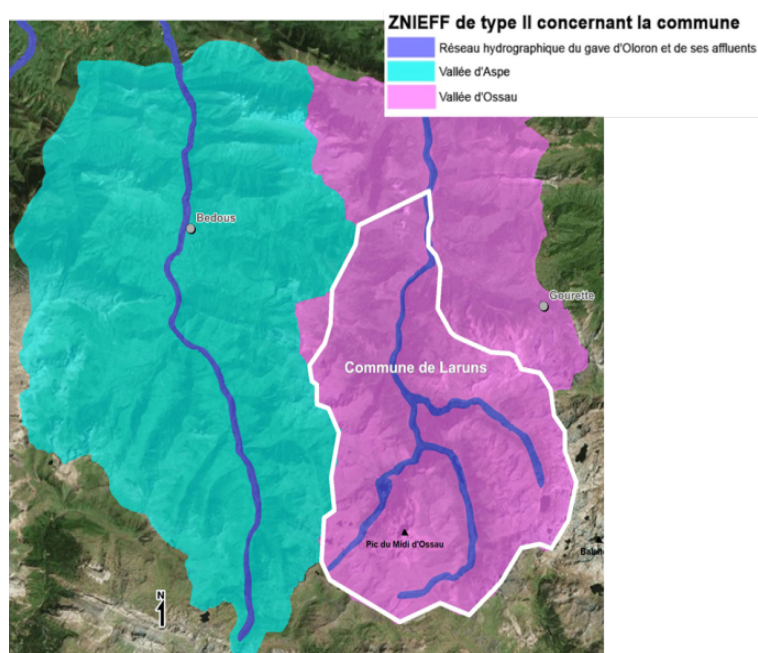 ZNIEFF de type II concernant la commune
Réseau hydrographique du gave d'Oloron et de ses affluents
Vallée d'Aspe
Vallée d'Ossau
Bedous
Gourette
Commune de Laruns
Pic du Midi d'Ossau
N